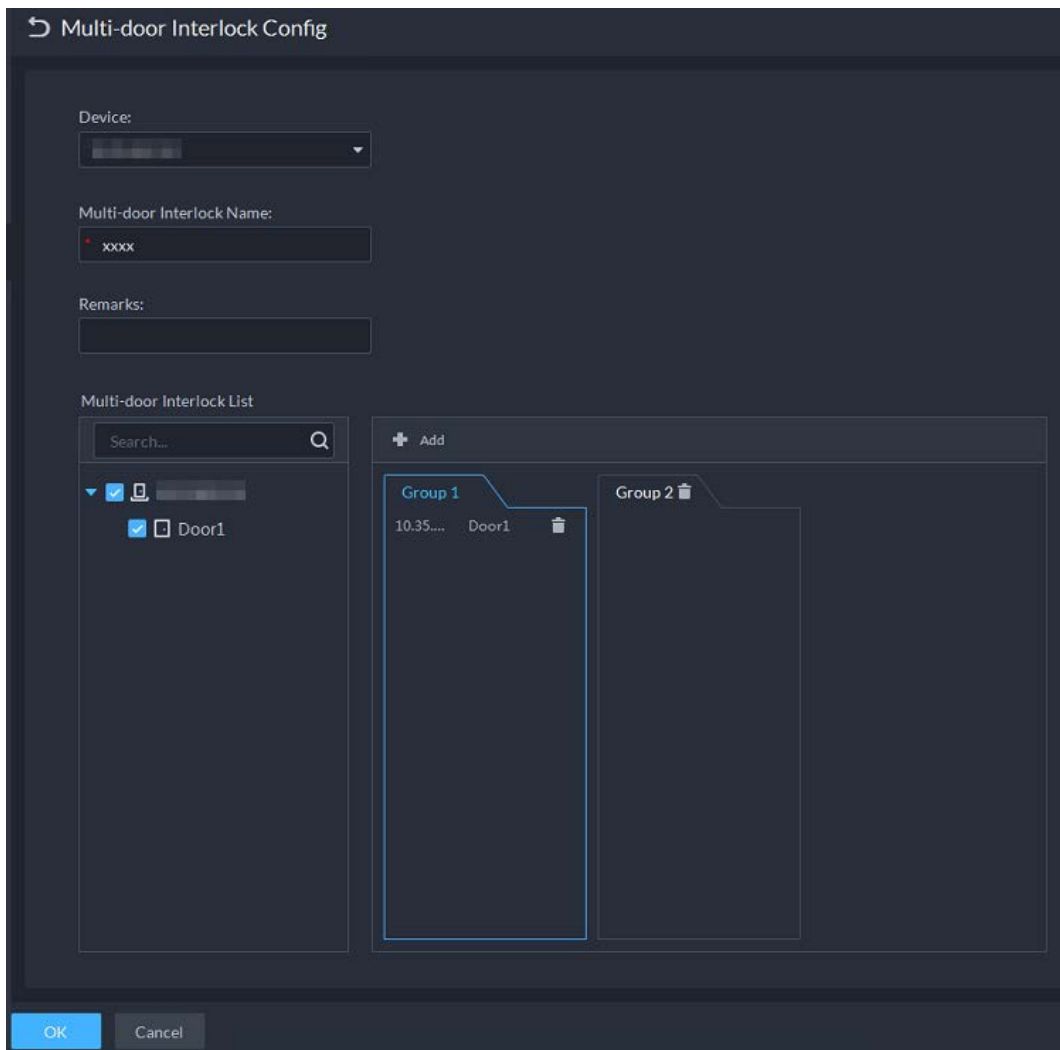 Multi-door Interlock Config
Device:
Multi-door Interlock Name:
* xxxx
Remarks:
Multi-door Interlock List
Search...
Add
Group 1
Group 2
10.35.... Door1
Door1
OK
Cancel